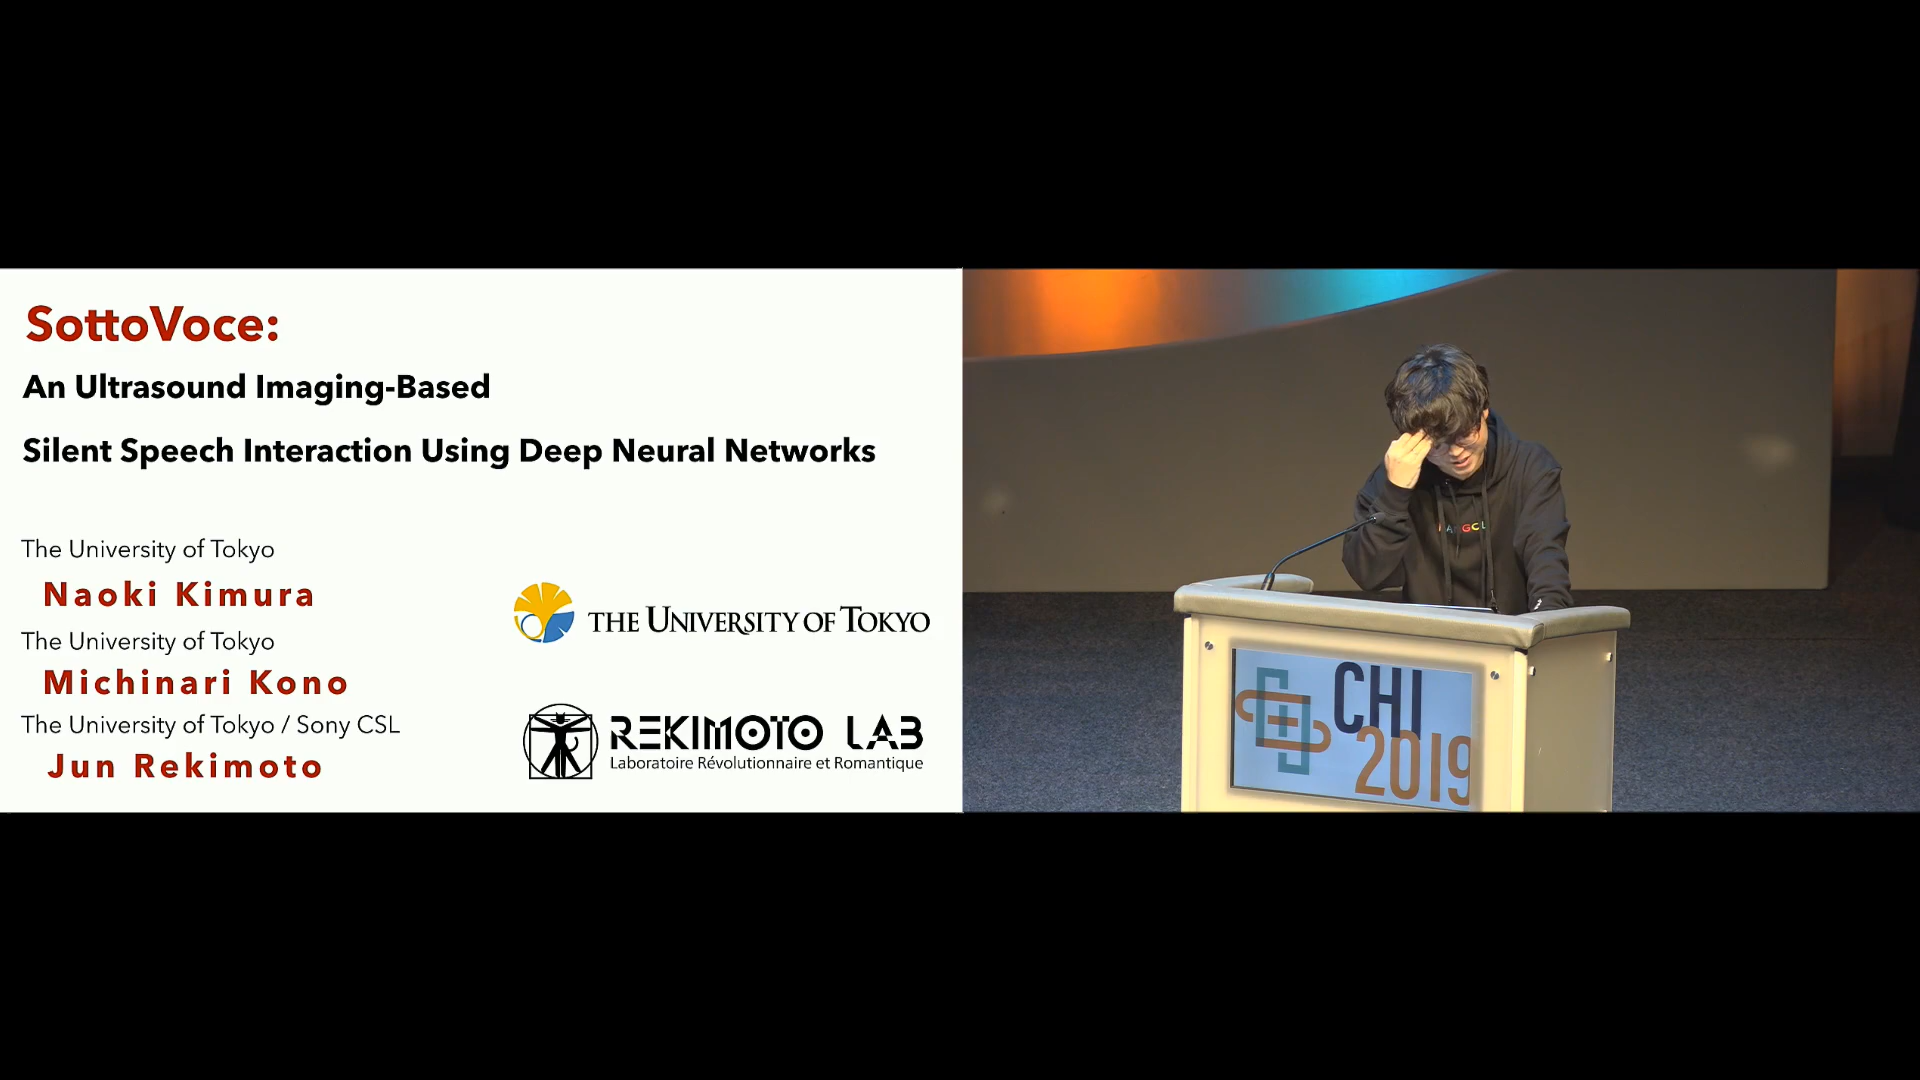 SottoVoce:
An Ultrasound Imaging-Based
Silent Speech Interaction Using Deep Neural Networks
The University of Tokyo
Naoki Kimura
The University of Tokyo
Michinari Kono
The University of Tokyo / Sony CSL
Jun Rekimoto
THE UNIVERSITY OF TOKYO
REKIMOTO LAB
Laboratoire Révolutionnaire et Romantique
CHI
2019